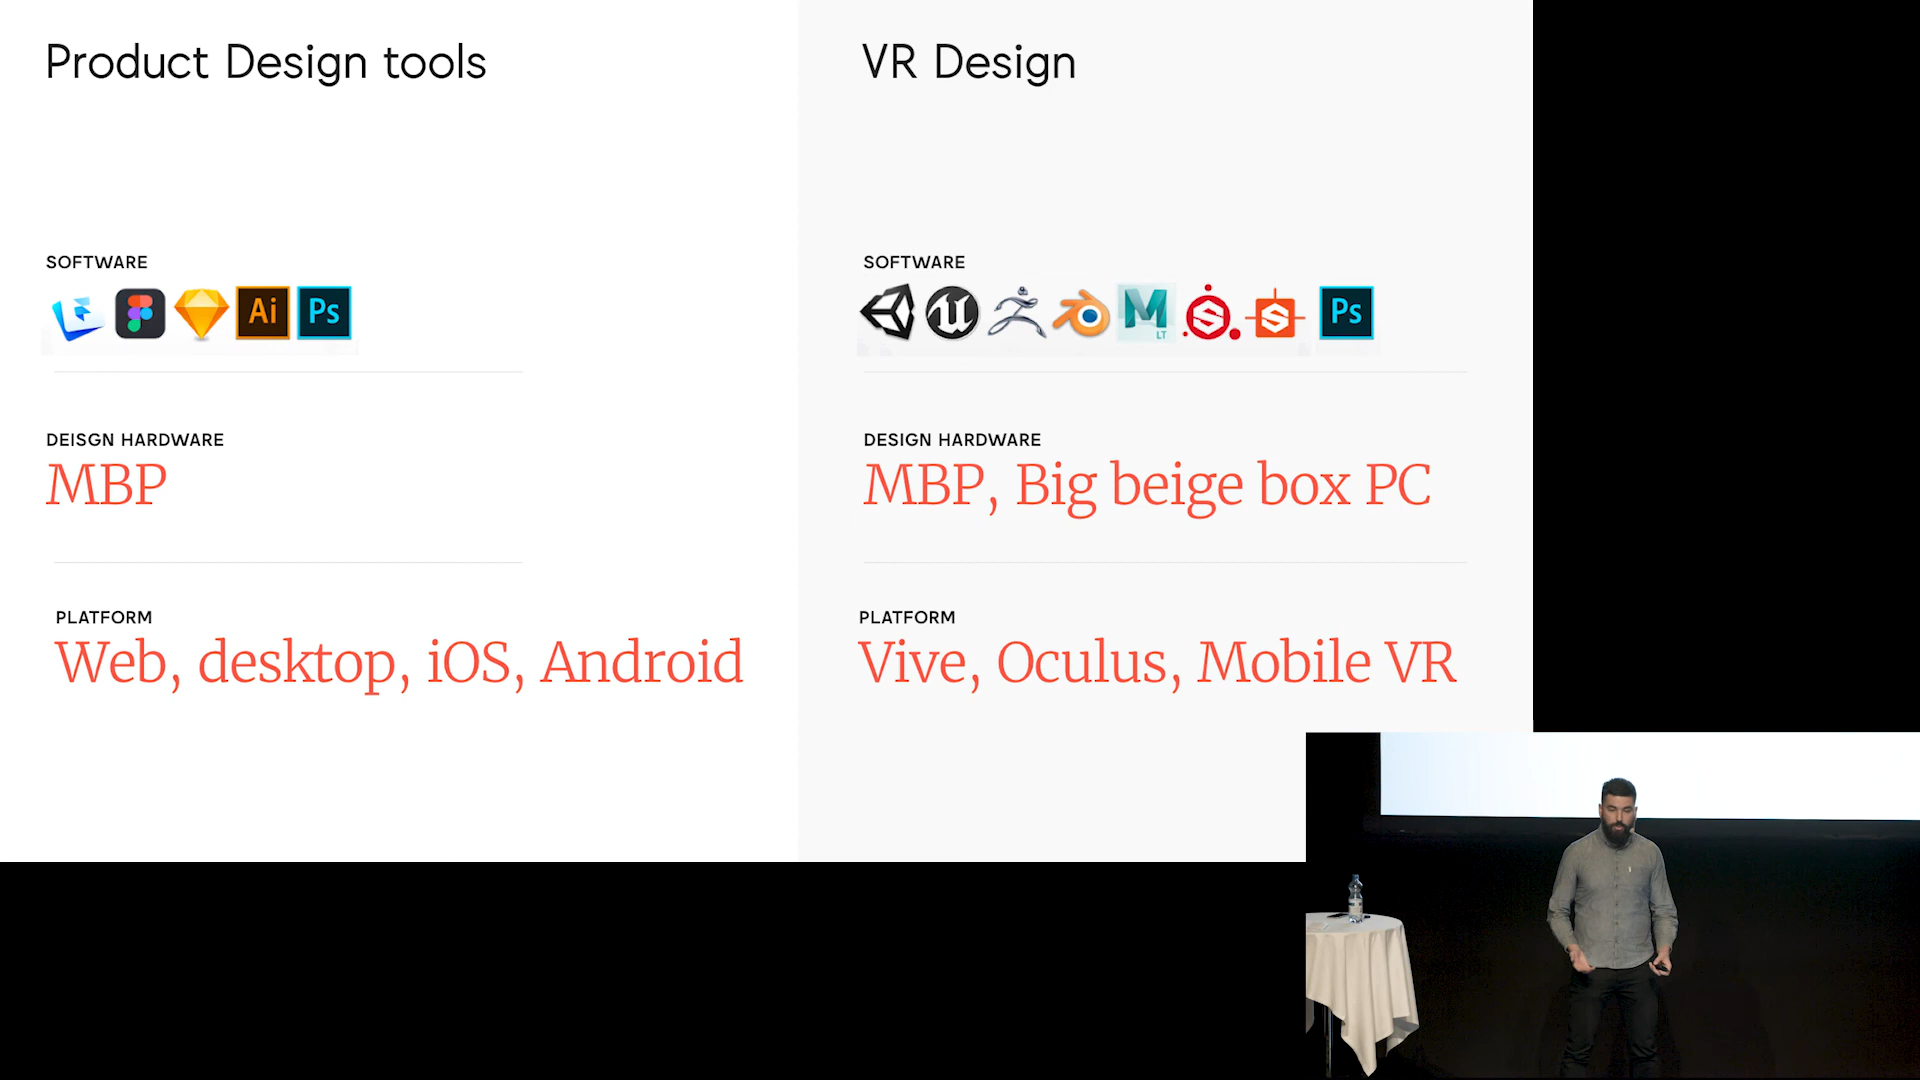 Product Design tools
SOFTWARE
Ai Ps
DEISGN HARDWARE
MBP
PLATFORM
Web, desktop, iOS, Android
VR Design
SOFTWARE
M LT Ps
DESIGN HARDWARE
MBP, Big beige box PC
PLATFORM
Vive, Oculus, Mobile VR